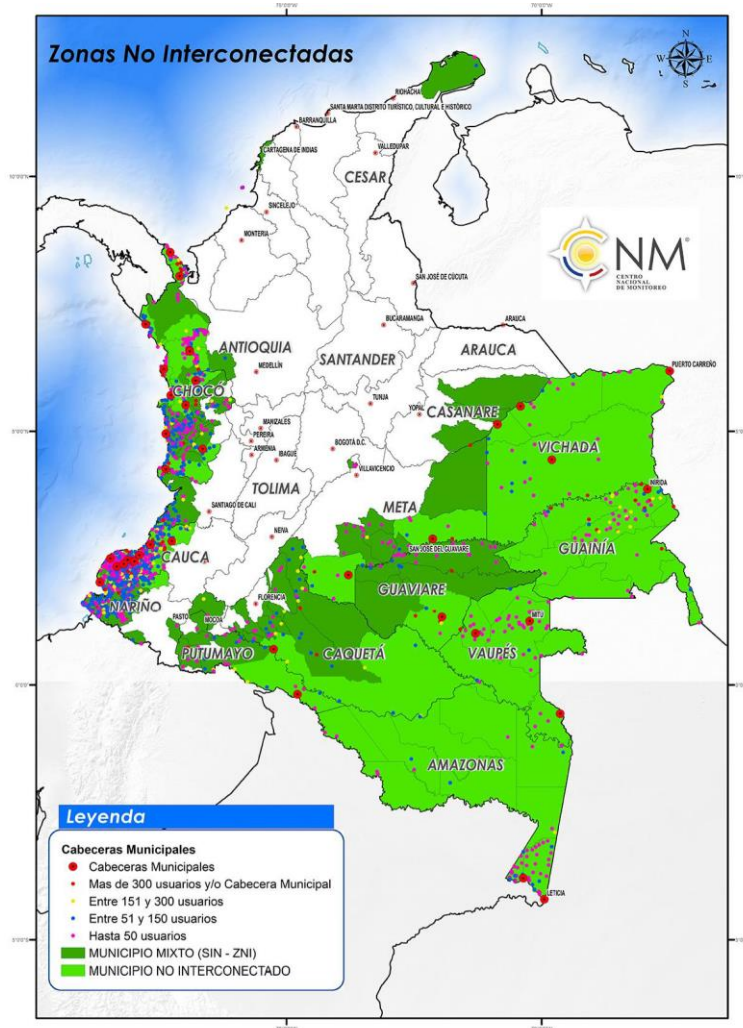 Zonas No Interconectadas
N
W
E
S
RIOHACHA
SANTA MARTA DISTRITO TURÍSTICO, CULTURAL E HISTÓRICO
BARRANQUILLA
CARTAGENA DE INDIAS
VALLEDUPAR
CESAR
SINCELEJO
MONTERIA
CNM
CENTRO
NACIONAL
DE MONITOREO
SAN JOSÉ DE CÚCUTA
BUCARAMANGA
ARAUCA
ANTIOQUIA
SANTANDER
ARAUCA
MEDELLÍN
PUERTO CARREÑO
CHOCÓ
TUNJA
YOPAL
CASANARE
MANIZALES
PEREIRA
ARMENIA
IBAGUÉ
BOGOTÁ D.C.
VILLAVICENCIO
VICHADA
TOLIMA
META
INIRIDA
SANTIAGO DE CALI
NEIVA
SAN JOSÉ DEL GUAVIARE
GUAINÍA
CAUCA
GUAVIARE
NARIÑO
FLORENCIA
PASTO
MOCOA
MITÚ
PUTUMAYO
CAQUETÁ
VAUPÉS
AMAZONAS
LETICIA
Leyenda
Cabeceras Municipales
Cabeceras Municipales
Mas de 300 usuarios y/o Cabecera Municipal
Entre 151 y 300 usuarios
Entre 51 y 150 usuarios
Hasta 50 usuarios
MUNICIPIO MIXTO (SIN - ZNI)
MUNICIPIO NO INTERCONECTADO